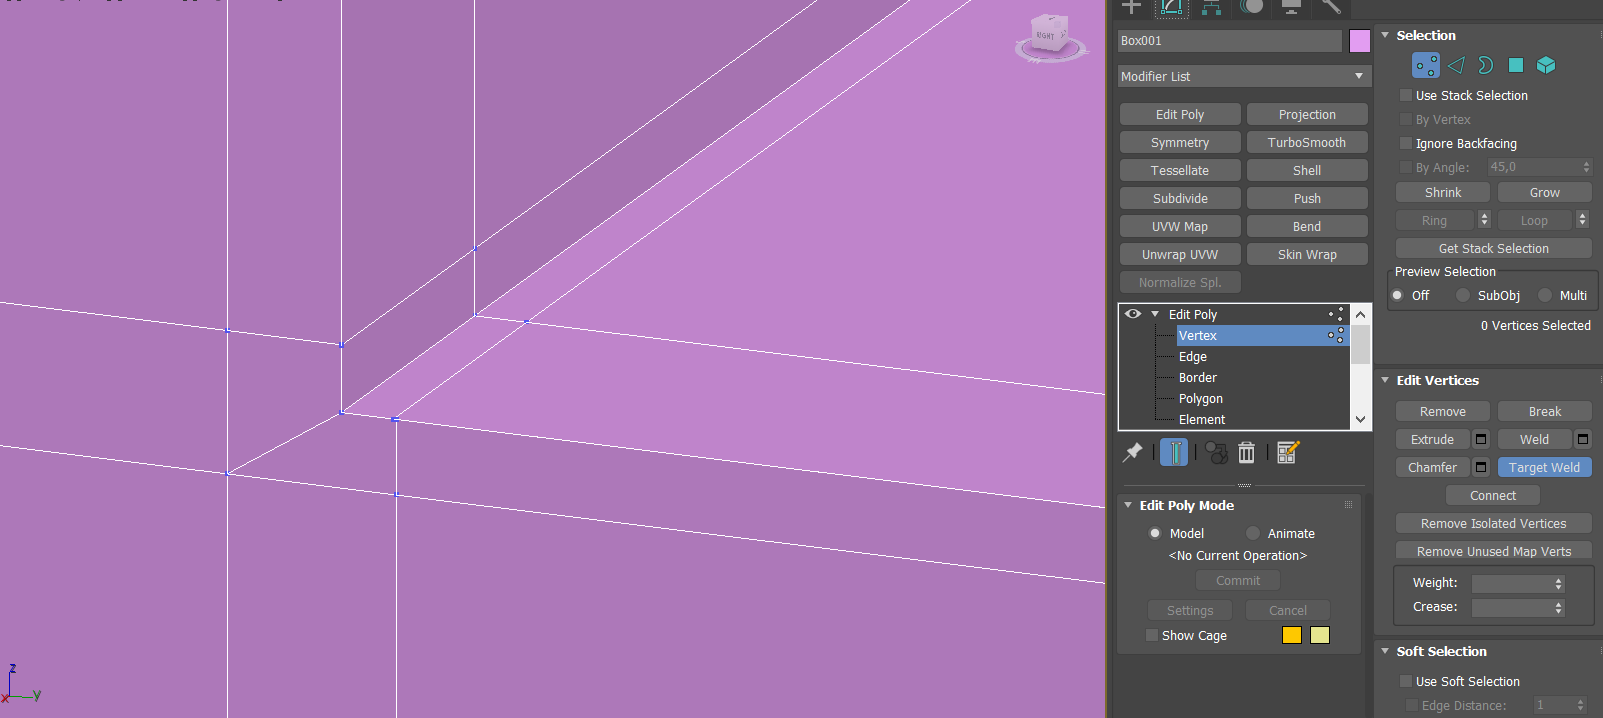 RIGHT
z
x
y
Box001
Modifier List
Edit Poly
Projection
Symmetry
TurboSmooth
Tessellate
Shell
Subdivide
Push
UVW Map
Bend
Unwrap UVW
Skin Wrap
Normalize Spl.
Edit Poly
Vertex
Edge
Border
Polygon
Element
Edit Poly Mode
Model
Animate
<No Current Operation>
Commit
Settings
Cancel
Show Cage
Selection
Use Stack Selection
By Vertex
Ignore Backfacing
By Angle:
45,0
Shrink
Grow
Ring
Loop
Get Stack Selection
Preview Selection
Off
SubObj
Multi
0 Vertices Selected
Edit Vertices
Remove
Break
Extrude
Weld
Chamfer
Target Weld
Connect
Remove Isolated Vertices
Remove Unused Map Verts
Weight:
Crease:
Soft Selection
Use Soft Selection
Edge Distance:
1